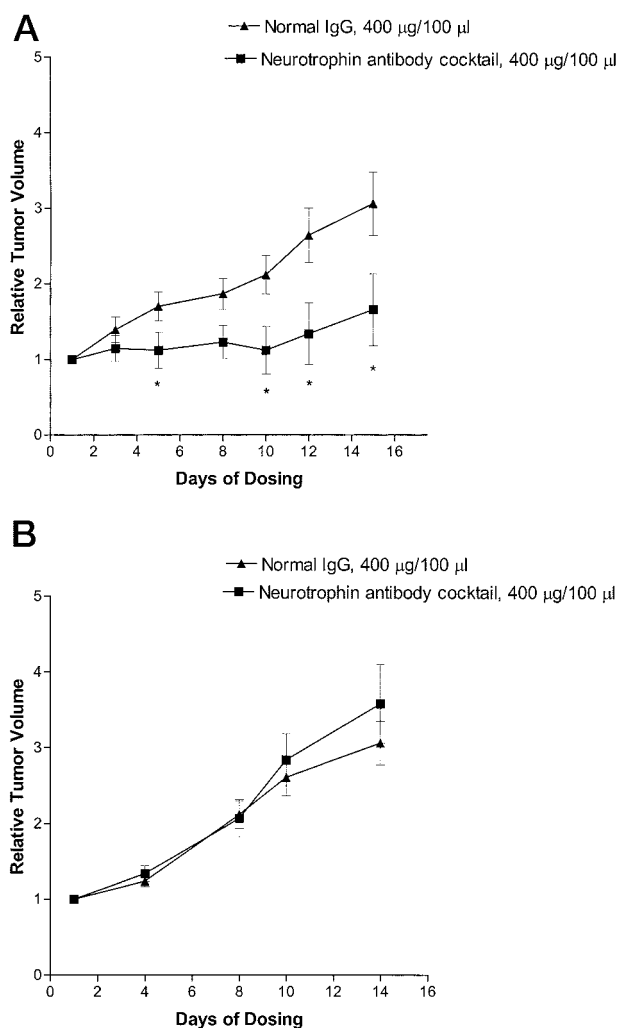 A
Normal IgG, 400 µg/100 µl
Neurotrophin antibody cocktail, 400 µg/100 µl
5
4
3
2
1
0
Relative Tumor Volume
* * * *
0 2 4 6 8 10 12 14 16
Days of Dosing
B
Normal IgG, 400 µg/100 µl
Neurotrophin antibody cocktail, 400 µg/100 µl
5
4
3
2
1
0
Relative Tumor Volume
0 2 4 6 8 10 12 14 16
Days of Dosing